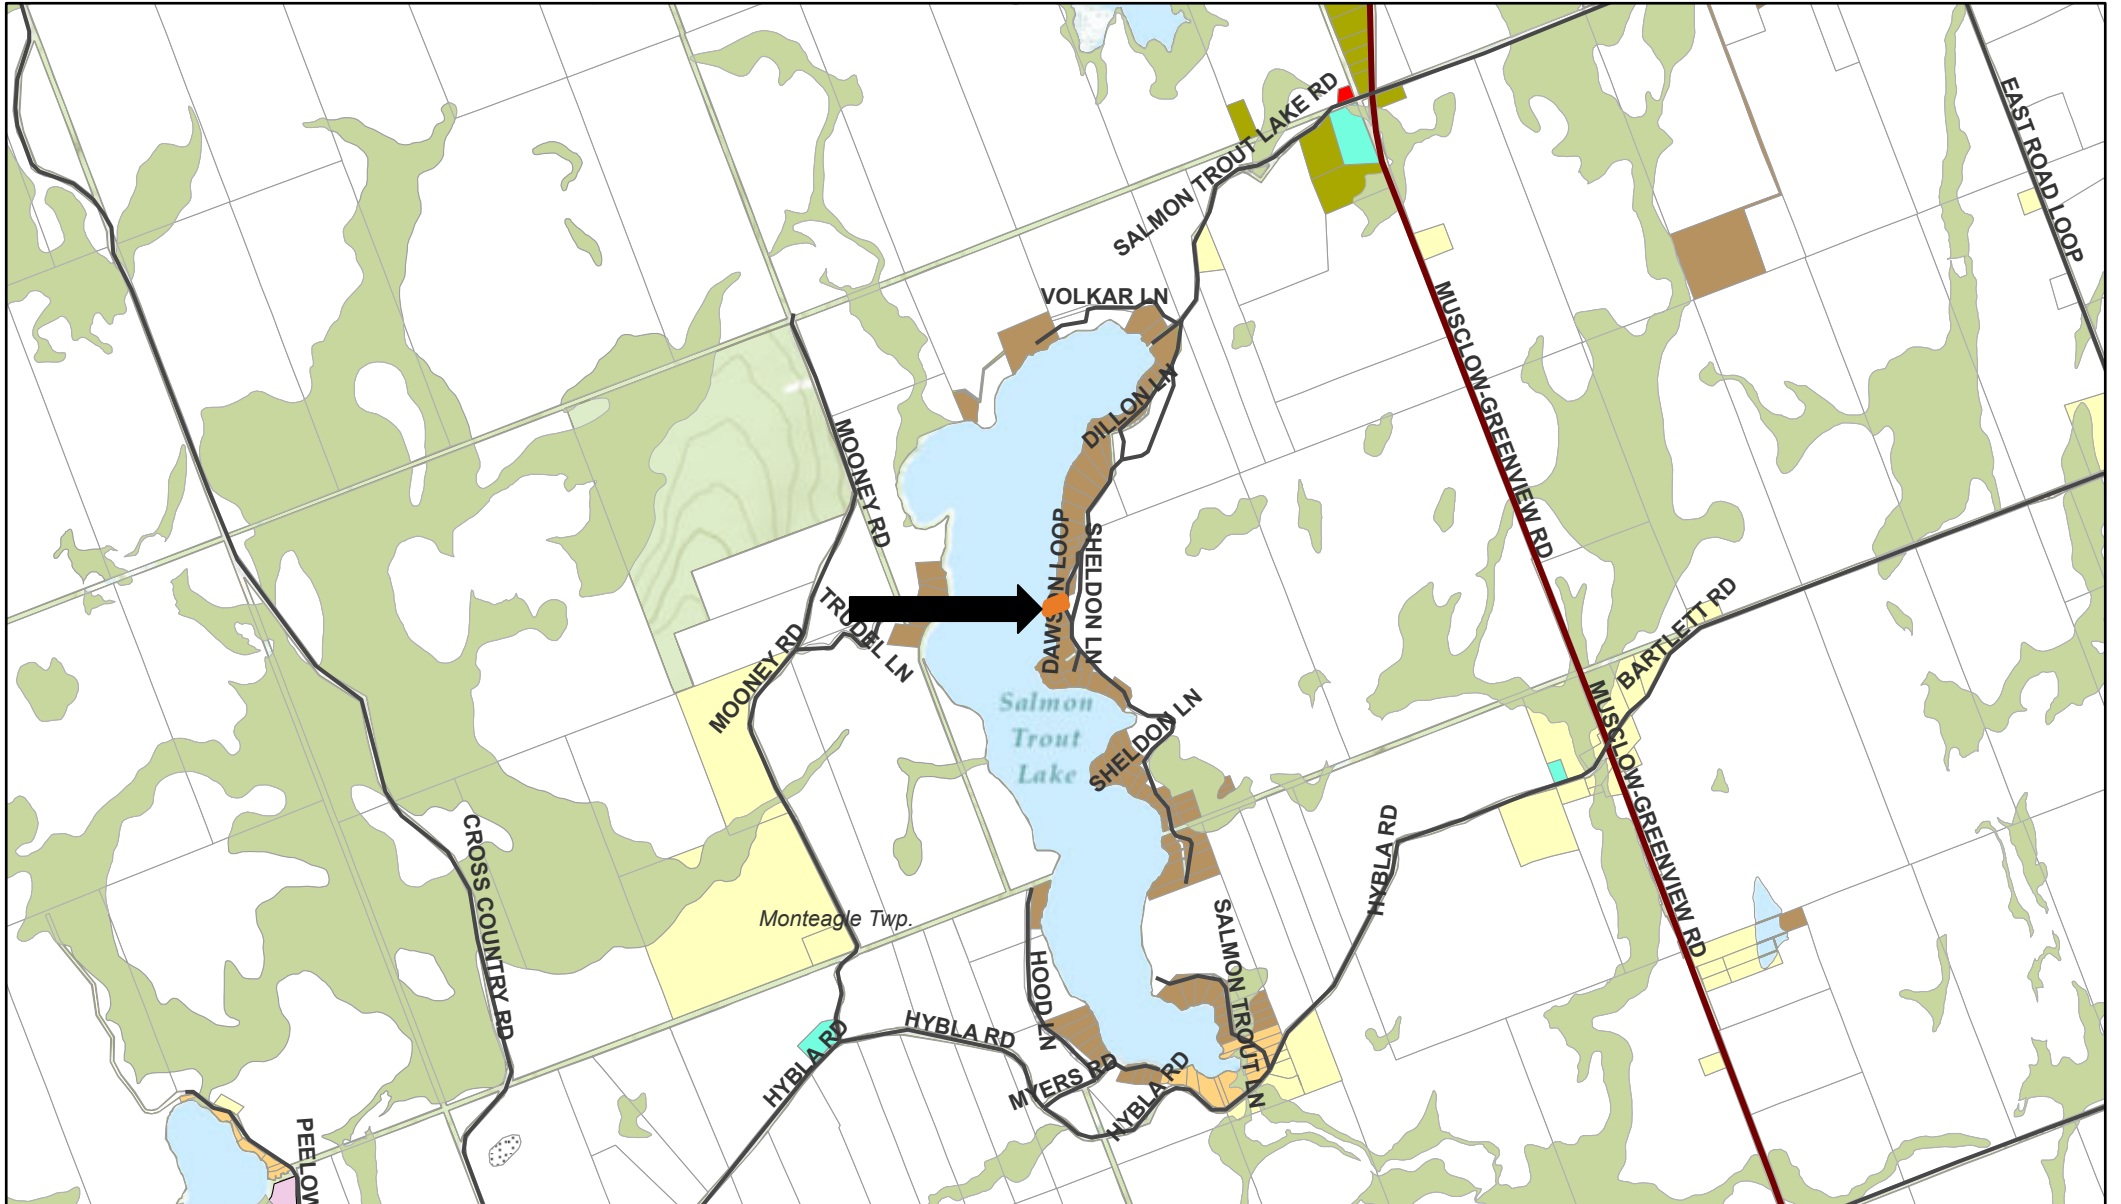 SALMON TROUT LAKE RD
EAST ROAD LOOP
VOLKAR LN
MUSCLOW-GREENVIEW RD
DILLON LN
MOONEY RD
DAWSON LOOP
SHELDON LN
TRUDEL LN
BARTLETT RD
MOONEY RD
Salmon
Trout
Lake
SHELDON LN
MUSCLOW-GREENVIEW RD
CROSS COUNTRY RD
HYBLA RD
Monteagle Twp.
SALMON TROUT LN
HOOD LN
HYBLA RD
HYBLA RD
MYERS RD
HYBLA RD
PEELOW